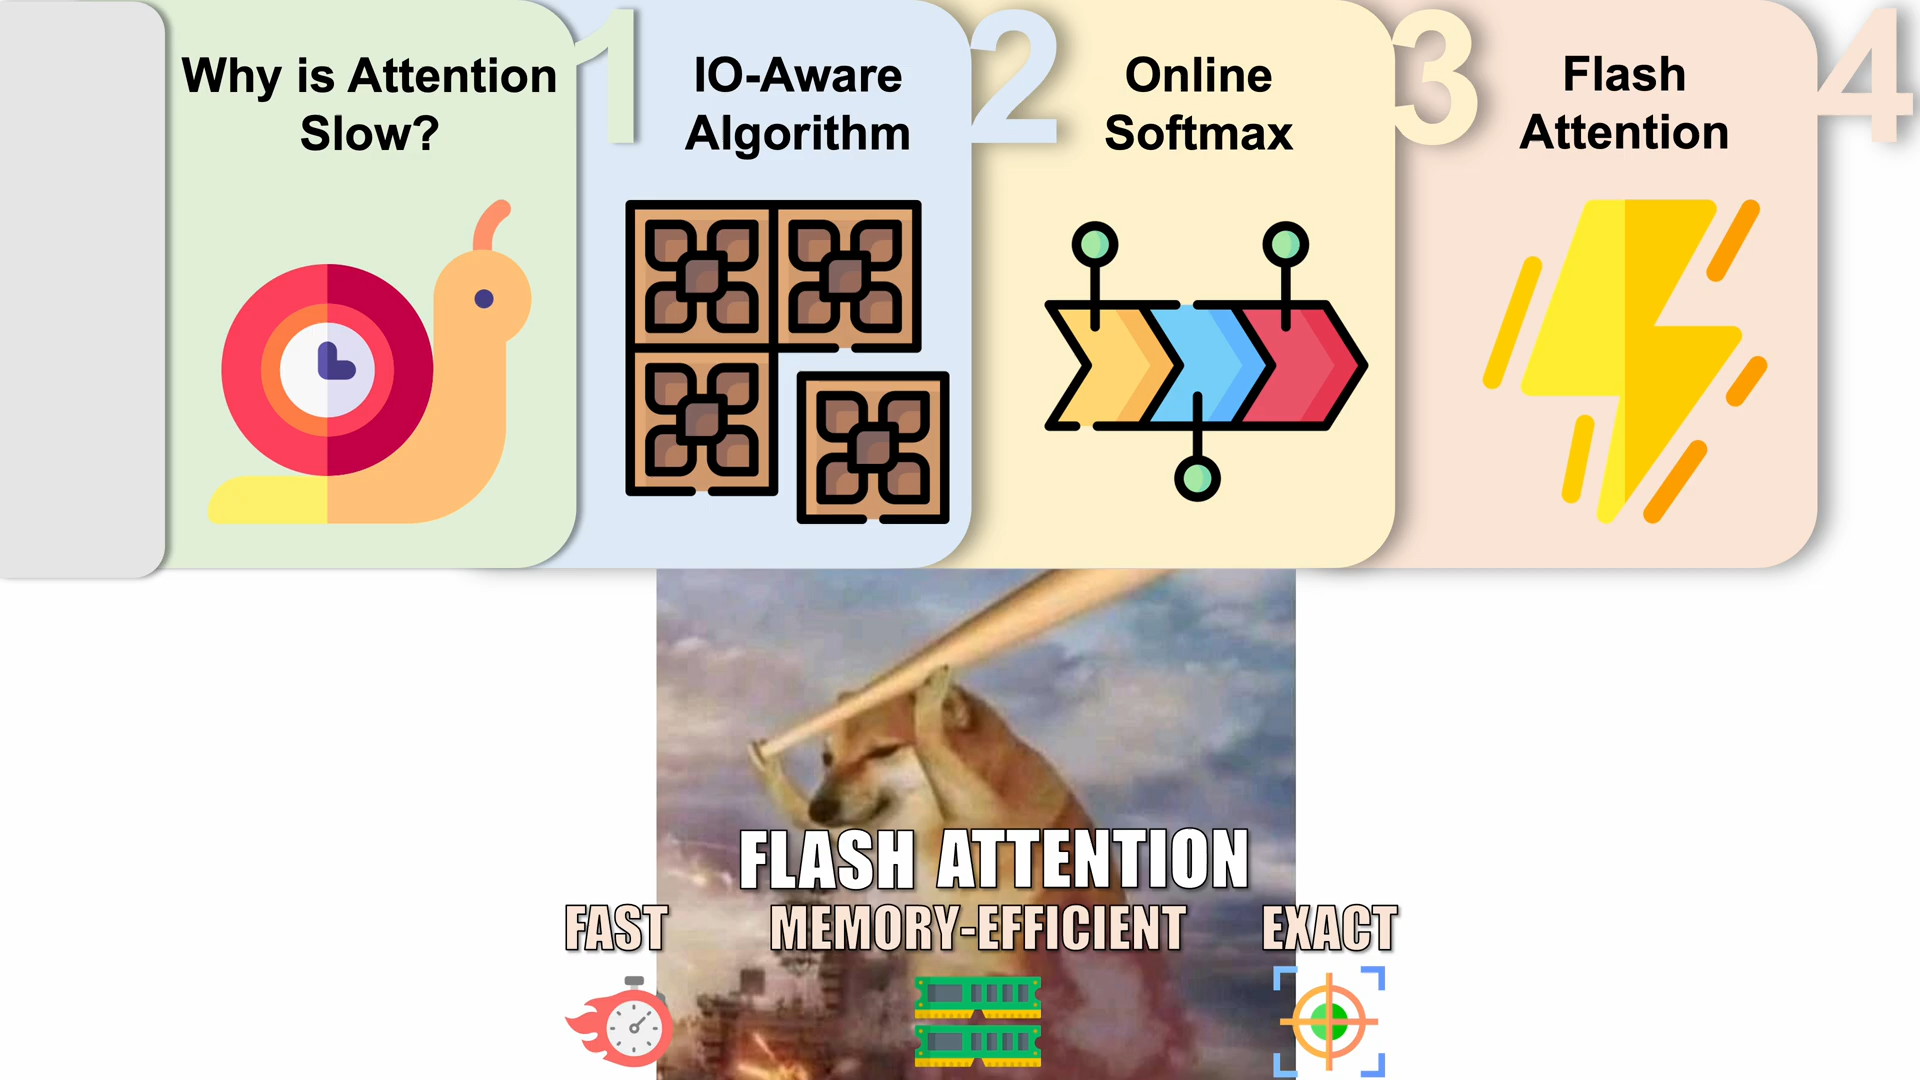 Why is Attention
Slow?
1
IO-Aware
Algorithm
2
Online
Softmax
3
Flash
Attention
4
FLASH ATTENTION
FAST
MEMORY-EFFICIENT
EXACT